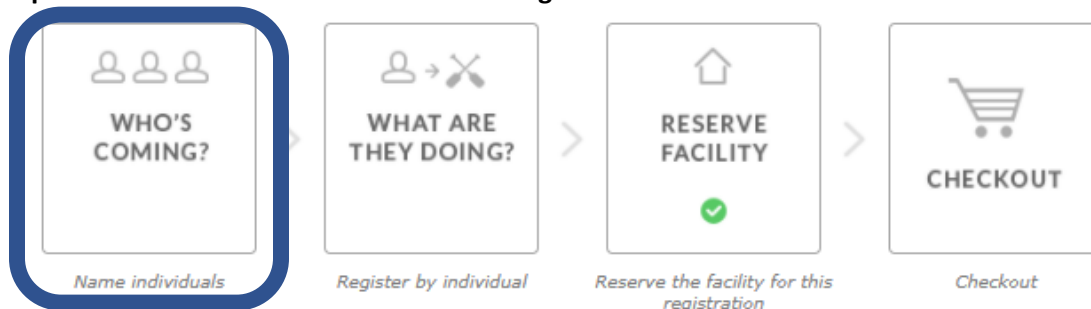 WHO'S
COMING?
WHAT ARE
THEY DOING?
RESERVE
FACILITY
CHECKOUT
Name individuals
Register by individual
Reserve the facility for this
registration
Checkout